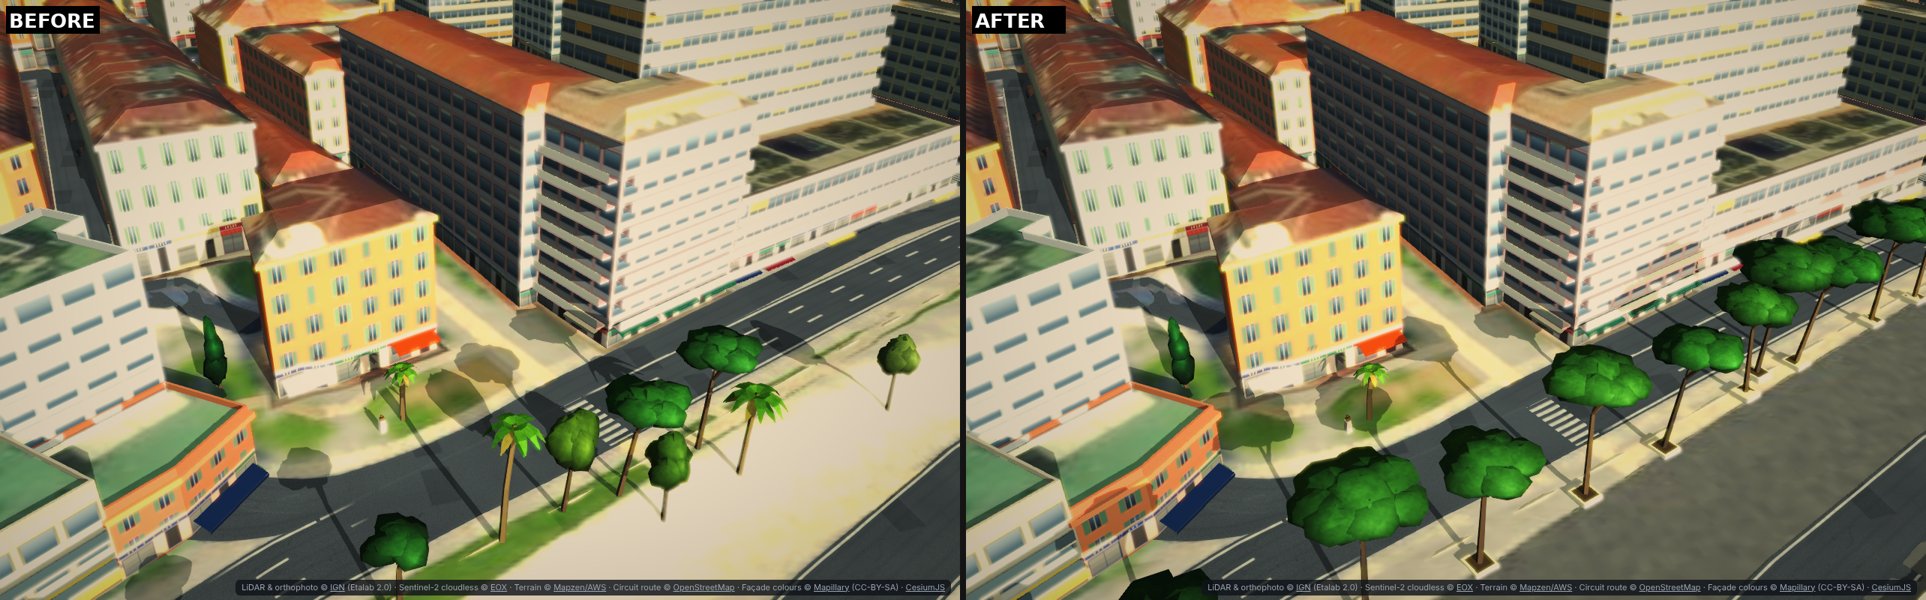 BEFORE
AFTER
LiDAR & orthophoto © IGN (Etalab 2.0) · Sentinel-2 cloudless © EOX · Terrain © Mapzen/AWS · Circuit route © OpenStreetMap · Façade colours © Mapillary (CC-BY-SA) · CesiumJS
LiDAR & orthophoto © IGN (Etalab 2.0) · Sentinel-2 cloudless © EOX · Terrain © Mapzen/AWS · Circuit route © OpenStreetMap · Façade colours © Mapillary (CC-BY-SA) · CesiumJS